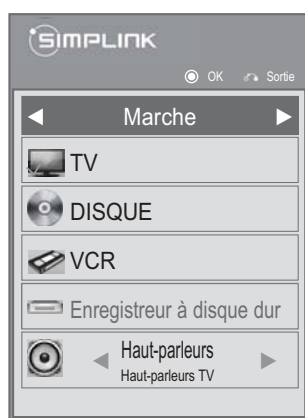 SIMPLINK
OK Sortie
Marche
TV
DISQUE
VCR
Enregistreur à disque dur
Haut-parleurs
Haut-parleurs TV